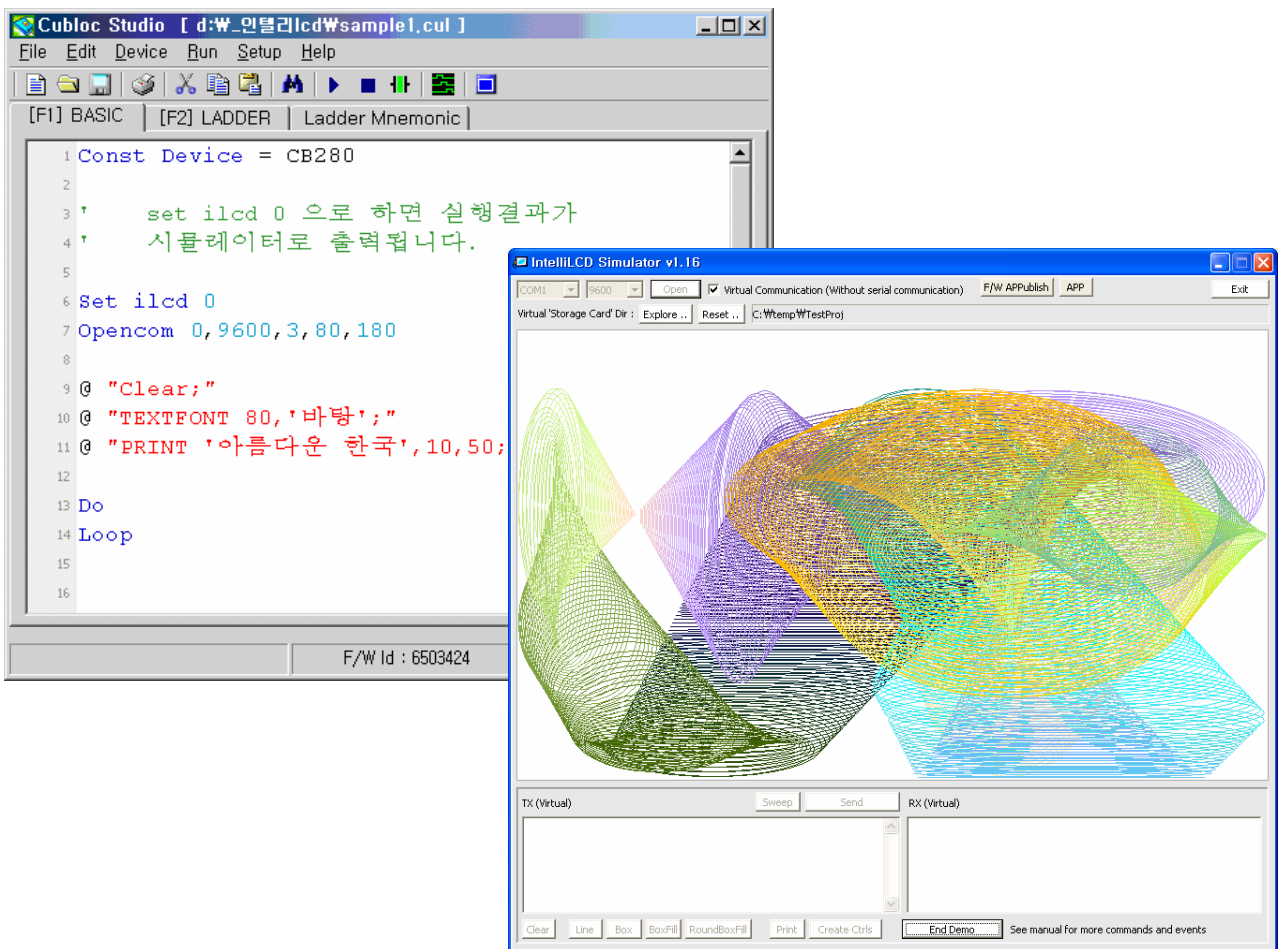 Cubloc Studio [ d:₩_인텔리lcd₩sample1.cul ]
File Edit Device Run Setup Help
[F1] BASIC [F2] LADDER Ladder Mnemonic
1 Const Device = CB280
2
3 ' set ilcd 0 으로 하면 실행결과가
4 ' 시뮬레이터로 출력됩니다.
5
6 Set ilcd 0
7 Opencom 0,9600,3,80,180
8
9 @ "Clear;"
10 @ "TEXTFONT 80,'바탕';"
11 @ "PRINT '아름다운 한국',10,50;
12
13 Do
14 Loop
15
16
F/W Id : 6503424
IntelliLCD Simulator v1.16
COM1 9600 Open Virtual Communication (Without serial communication) F/W APPublish APP Exit
Virtual 'Storage Card' Dir : Explore .. Reset .. C:₩temp₩TestProj
TX (Virtual) Sweep Send RX (Virtual)
Clear Line Box BoxFill RoundBoxFill Print Create Ctrls End Demo See manual for more commands and events